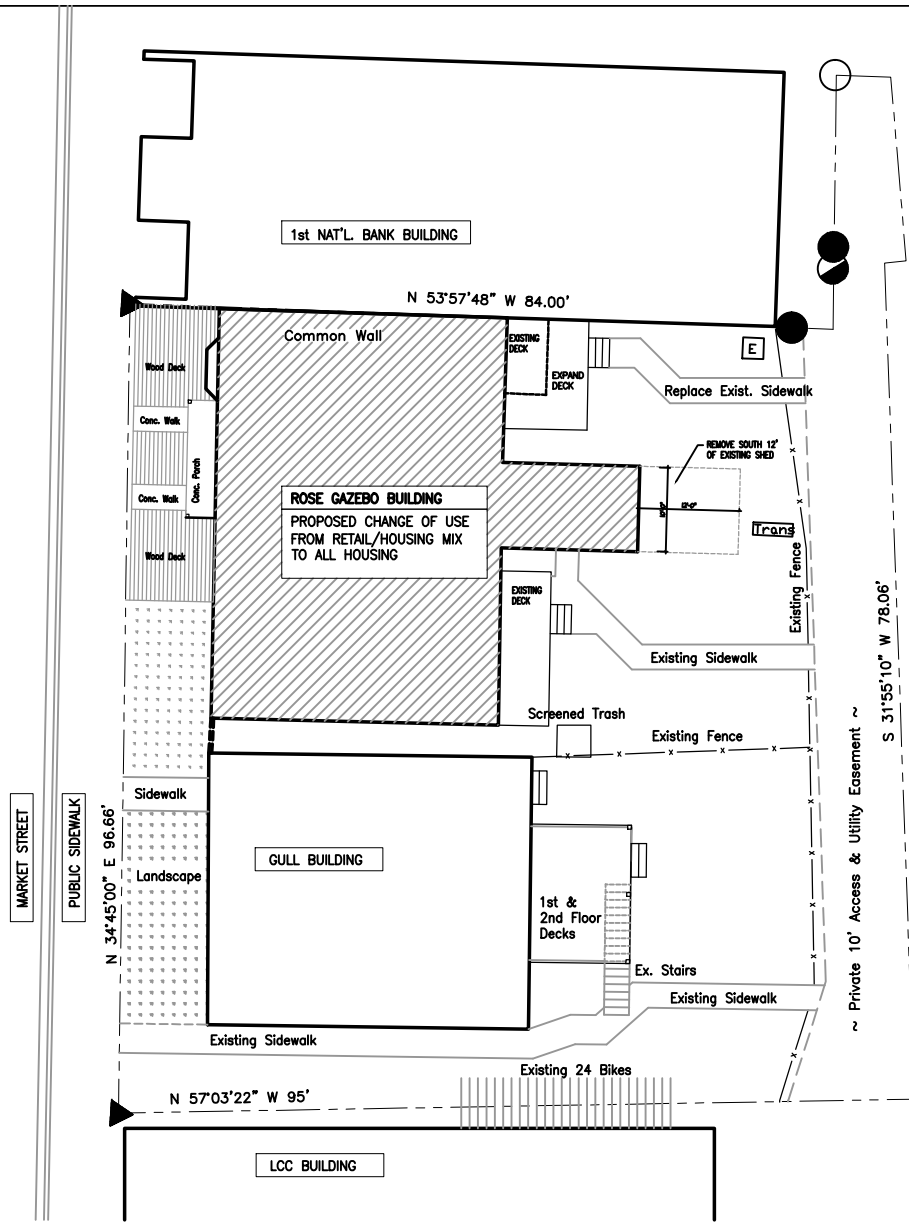 1st NAT'L. BANK BUILDING
N 53°57'48" W 84.00'
Common Wall
EXISTING
DECK
EXPAND
DECK
E
Replace Exist. Sidewalk
Wood Deck
Conc. Walk
Conc. Porch
Conc. Walk
Wood Deck
REMOVE SOUTH 12'
OF EXISTING SHED
12'-0"
Trans
ROSE GAZEBO BUILDING
PROPOSED CHANGE OF USE
FROM RETAIL/HOUSING MIX
TO ALL HOUSING
EXISTING
DECK
Existing Fence
Existing Sidewalk
S 31°55'10" W 78.06'
Screened Trash
Existing Fence
~ Private 10' Access & Utility Easement ~
Sidewalk
MARKET STREET
PUBLIC SIDEWALK
N 34°45'00" E 96.66'
Landscape
GULL BUILDING
1st &
2nd Floor
Decks
Ex. Stairs
Existing Sidewalk
Existing Sidewalk
Existing 24 Bikes
N 57°03'22" W 95'
LCC BUILDING